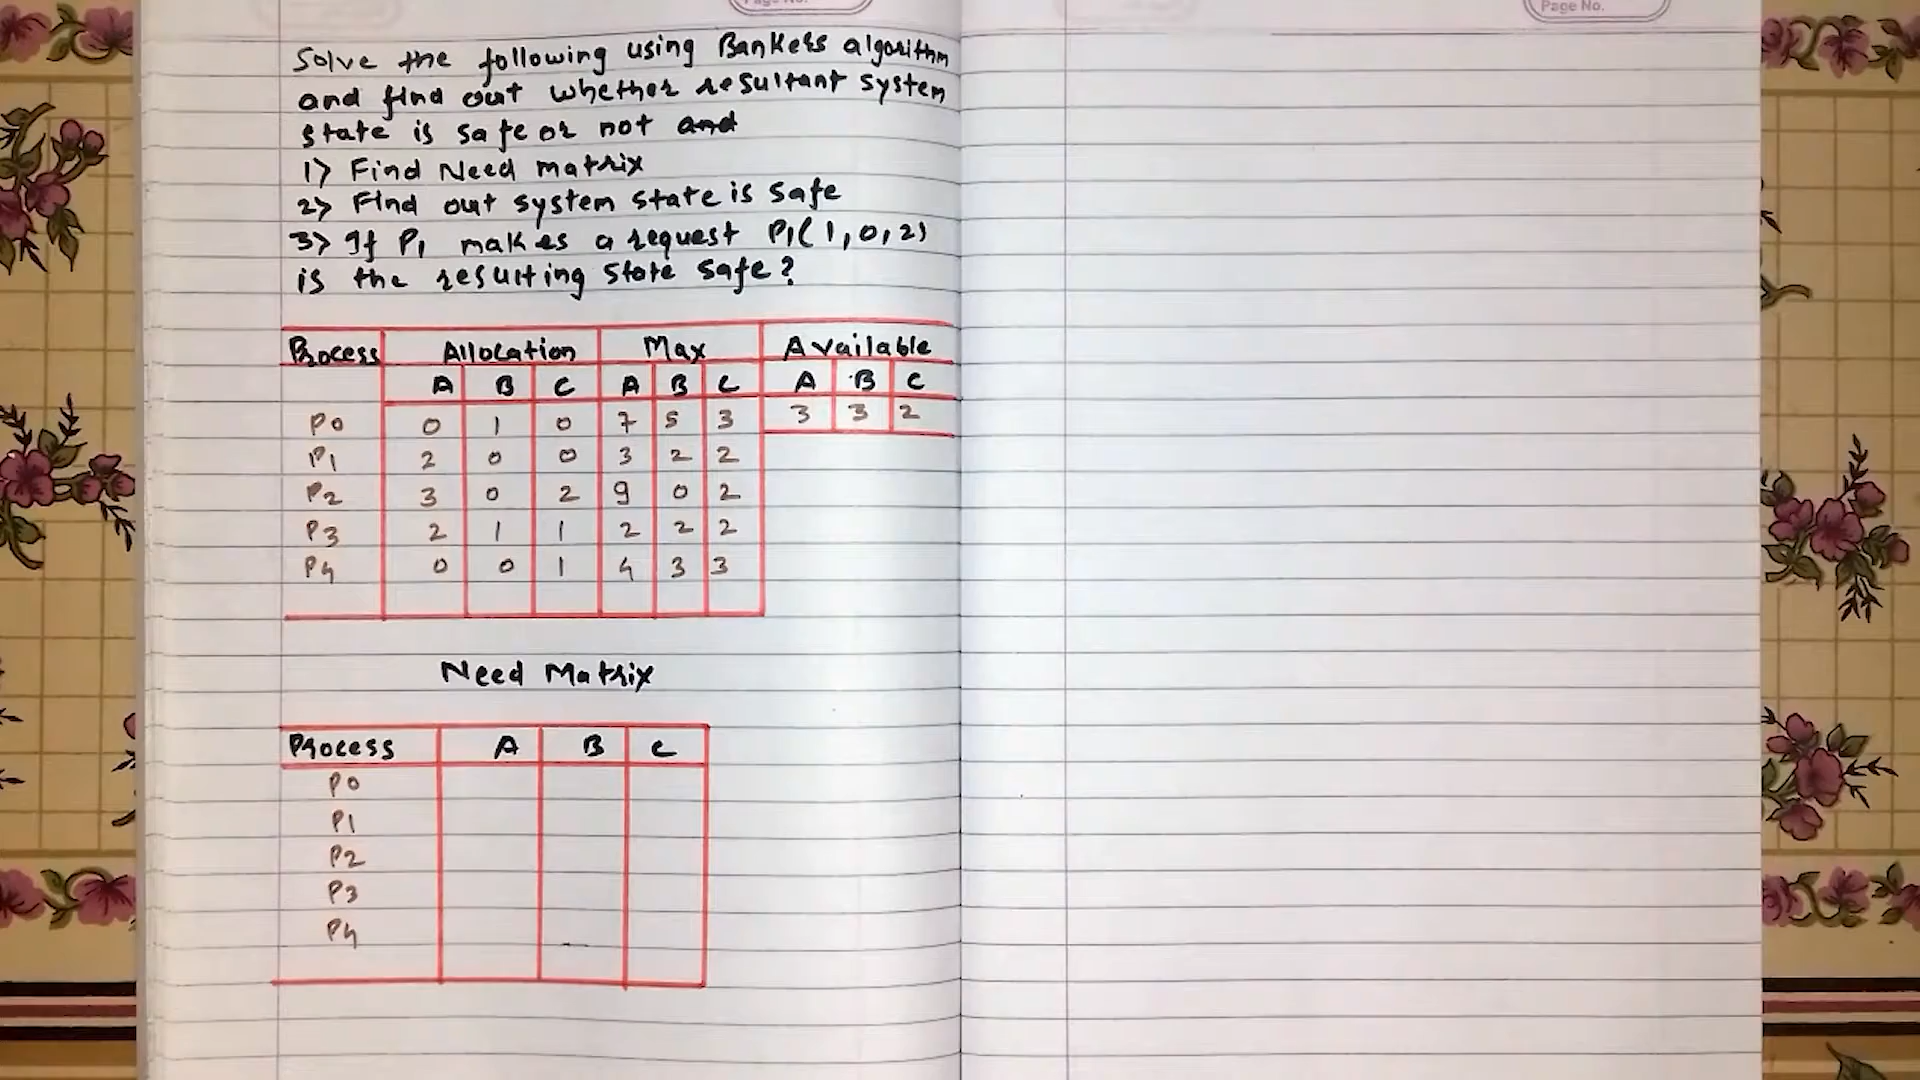 Page No.
Page No.
Solve the following using Bankers algorithm
and find out whether resultant system
state is safe or not and
1) Find Need matrix
2) Find out system state is safe
3) If P1 makes a request P1(1,0,2)
is the resulting state safe?
Process Allocation Max Available
A B C A B C A B C
P0 0 1 0 7 5 3 3 3 2
P1 2 0 0 3 2 2
P2 3 0 2 9 0 2
P3 2 1 1 2 2 2
P4 0 0 1 4 3 3
Need Matrix
Process A B C
P0
P1
P2
P3
P4